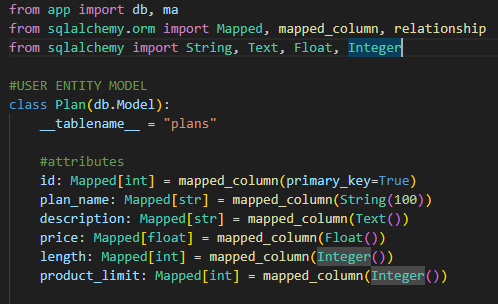 from app import db, ma
from sqlalchemy.orm import Mapped, mapped_column, relationship
from sqlalchemy import String, Text, Float, Integer
#USER ENTITY MODEL
class Plan(db.Model):
__tablename__ = "plans"
#attributes
id: Mapped[int] = mapped_column(primary_key=True)
plan_name: Mapped[str] = mapped_column(String(100))
description: Mapped[str] = mapped_column(Text())
price: Mapped[float] = mapped_column(Float())
length: Mapped[int] = mapped_column(Integer())
product_limit: Mapped[int] = mapped_column(Integer())